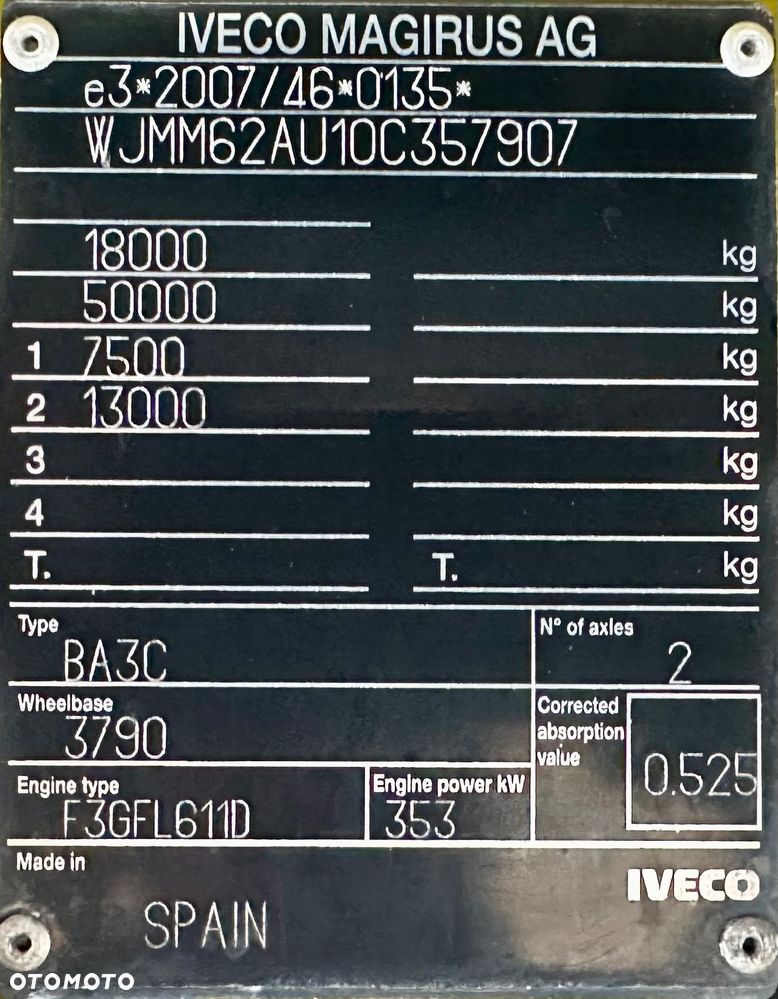 IVECO MAGIRUS AG
e3*2007/46*0135*
WJMM62AU10C357907
18000 kg
50000 kg
1 7500 kg
2 13000 kg
3 kg
4 kg
T. T. kg
Type
BA3C
N° of axles
2
Wheelbase
3790
Corrected
absorption
value
0.525
Engine type
F3GFL611D
Engine power kW
353
Made in
SPAIN
IVECO
OTOMOTO